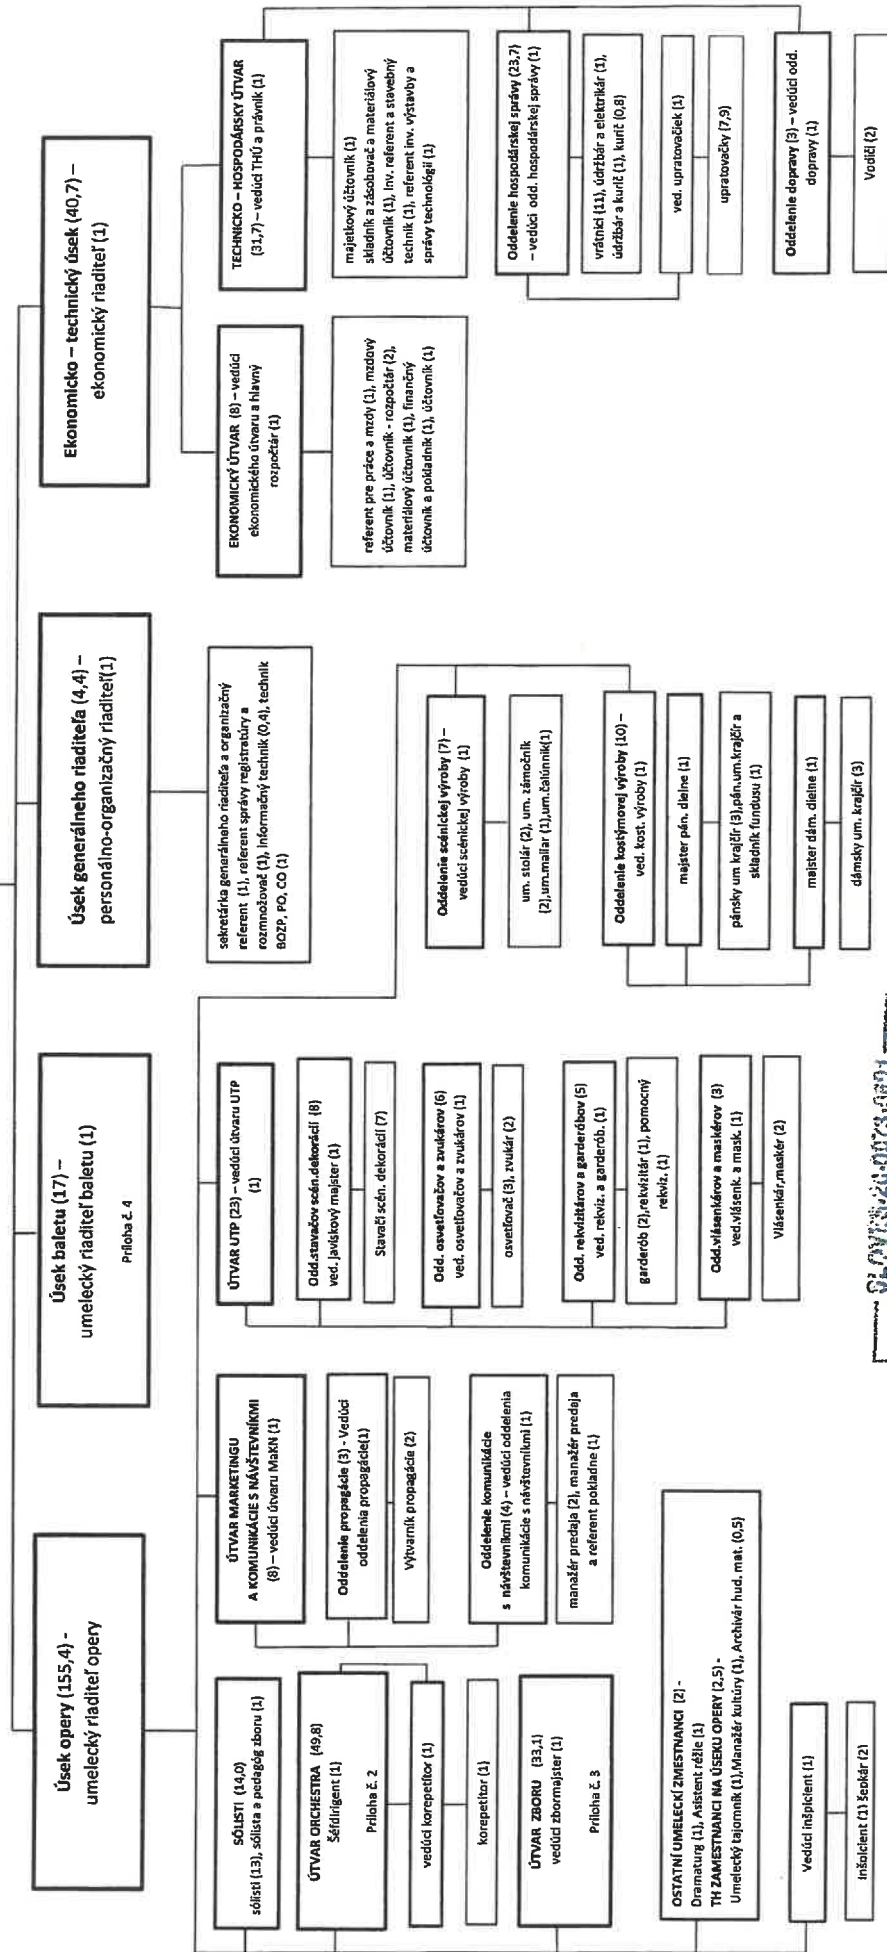 Úsek opery (155,4) -
umelecký riaditeľ opery
Úsek baletu (17) –
umelecký riaditeľ baletu (1)
Príloha č. 4
Úsek generálneho riaditeľa (4,4) –
personálno-organizačný riaditeľ(1)
Ekonomicko – technický úsek (40,7) –
ekonomický riaditeľ (1)
SÓLISTI (14,0)
sólisti (13), sólista a pedagóg zboru (1)
ÚTVAR ORCHESTRA (49,8)
Šéfdirigent (1)
Príloha č. 2
vedúci korepetítor (1)
korepetítor (1)
ÚTVAR ZBORU (33,1)
vedúci zbormajster (1)
Príloha č. 3
OSTATNÍ UMELECKÍ ZMESTNANCI (2) -
Dramaturg (1), Asistent réžie (1)
TH ZAMESTNANCI NA ÚSEKU OPERY (2,5) -
Umelecký tajomník (1),Manažér kultúry (1), Archivár hud. mat. (0,5)
Vedúci inšpicient (1)
Inšpicient (1) šepkár (2)
ÚTVAR MARKETINGU
A KOMUNIKÁCIE S NÁVŠTEVNÍKMI
(8) – vedúci útvaru MaKN (1)
Oddelenie propagácie (3) - Vedúci
oddelenia propagácie(1)
Výtvarník propagácie (2)
Oddelenie komunikácie
s návštevníkmi (4) – vedúci oddelenia
komunikácie s návštevníkmi (1)
manažér predaja (2), manažér predaja
a referent pokladne (1)
ÚTVAR UTP (23) – vedúci útvaru UTP
(1)
Odd.stavačov scén.dekorácií (8)
ved. javiskový majster (1)
Stavači scén. dekorácií (7)
Odd. osvetľovačov a zvukárov (6)
ved. osvetľovačov a zvukárov (1)
osvetľovač (3), zvukár (2)
Odd. rekvizitárov a garderóbov (5)
ved. rekviz. a garderób. (1)
garderób (2),rekvizitár (1), pomocný
rekviz. (1)
Odd.vlásenkárov a maskérov (3)
ved.vlásenk. a mask. (1)
Vlásenkár,maskér (2)
sekretárka generálneho riaditeľa a organizačný
referent (1), referent správy registratúry a
rozmnožovač (1), informačný technik (0,4), technik
BOZP, PO, CO (1)
Oddelenie scénickej výroby (7) –
vedúci scénickej výroby (1)
um. stolár (2), um. zámočník
(2),um.maliar (1),um.čalúnnik(1)
Oddelenie kostýmovej výroby (10) –
ved. kost. výroby (1)
majster pán. dielne (1)
pánsky um krajčír (3),pán.um.krajčír a
skladník fundusu (1)
majster dám. dielne (1)
dámsky um. krajčír (3)
EKONOMICKÝ ÚTVAR (8) – vedúci
ekonomického útvaru a hlavný
rozpočtár (1)
referent pre práce a mzdy (1), mzdový
účtovník (1), účtovník - rozpočtár (2),
materiálový účtovník (1), finančný
účtovník a pokladník (1), účtovník (1)
TECHNICKO – HOSPODÁRSKY ÚTVAR
(31,7) – vedúci THÚ a právnik (1)
majetkový účtovník (1)
skladník a zásobovač a materiálový
účtovník (1), inv. referent a stavebný
technik (1), referent inv. výstavby a
správy technológií (1)
Oddelenie hospodárskej správy (23,7)
– vedúci odd. hospodárskej správy (1)
vrátnici (11), údržbár a elektrikár (1),
údržbár a kurič (1), kurič (0,8)
ved. upratovačiek (1)
upratovačky (7,9)
Oddelenie dopravy (3) – vedúci odd.
dopravy (1)
Vodiči (2)